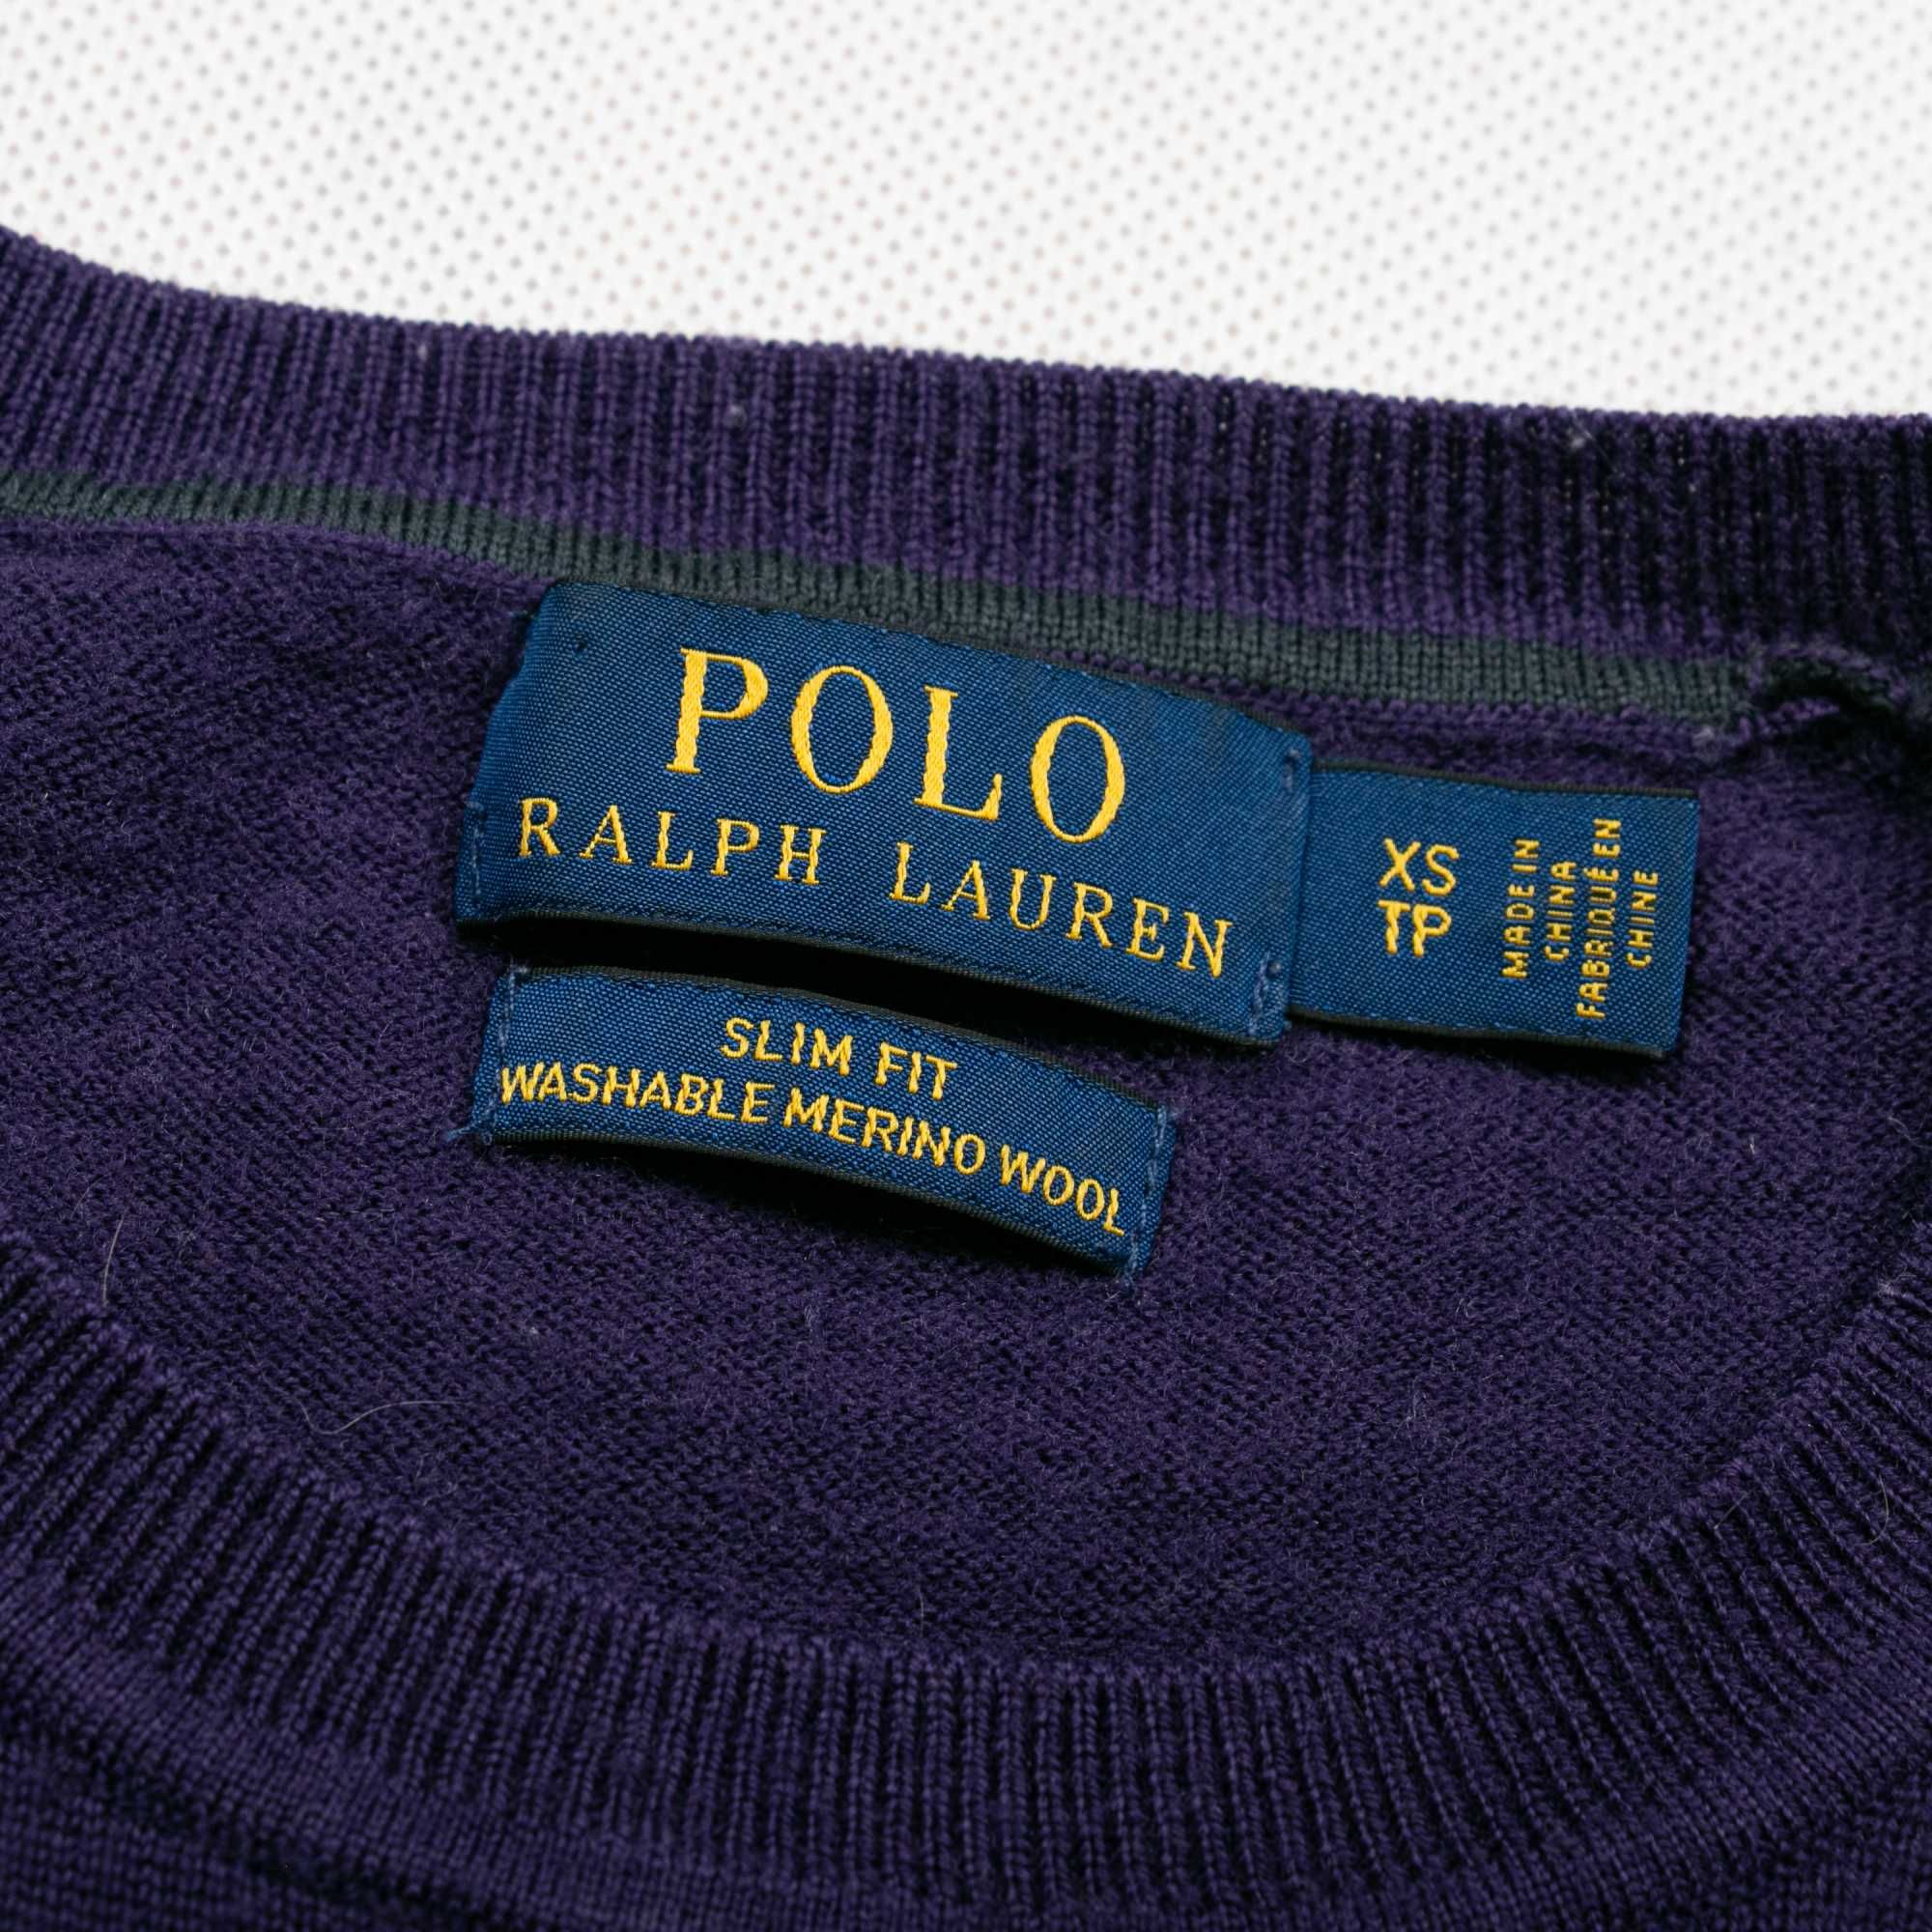 POLO
RALPH LAUREN
XS
TP
MADE IN
CHINA
FABRIQUÉ EN
CHINE
SLIM FIT
WASHABLE MERINO WOOL